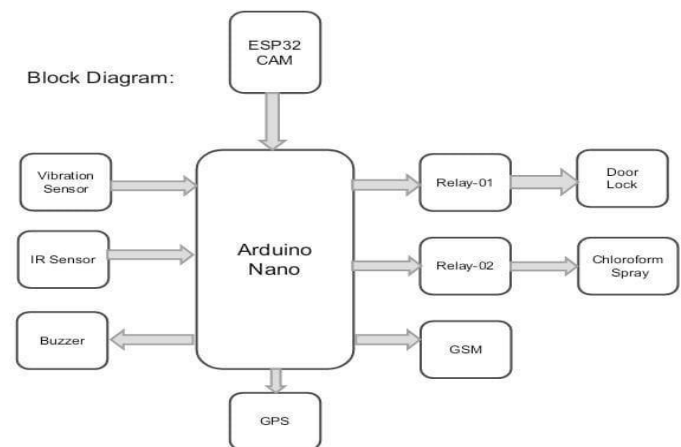 ESP32
CAM
Block Diagram:
Vibration
Sensor
Relay-01
Door
Lock
IR Sensor
Arduino
Nano
Relay-02
Chloroform
Spray
Buzzer
GSM
GPS